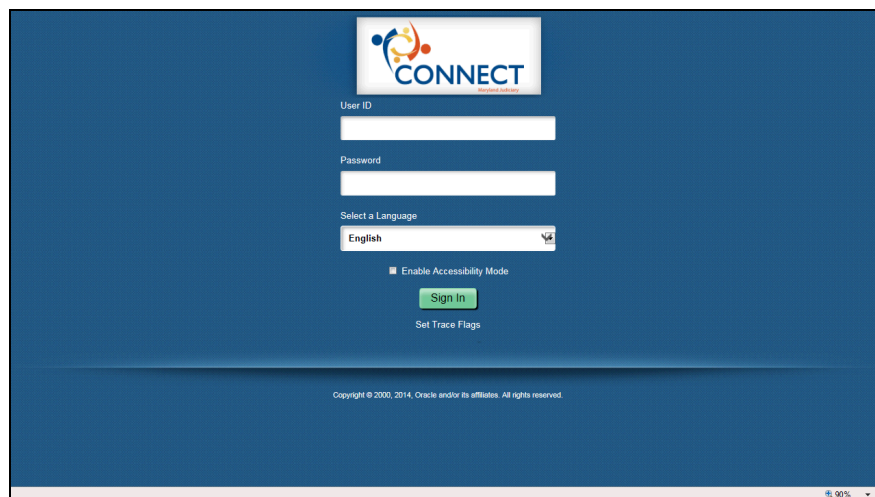 CONNECT
Maryland Judiciary
User ID
Password
Select a Language
English
Enable Accessibility Mode
Sign In
Set Trace Flags
Copyright © 2000, 2014, Oracle and/or its affiliates. All rights reserved.
90%